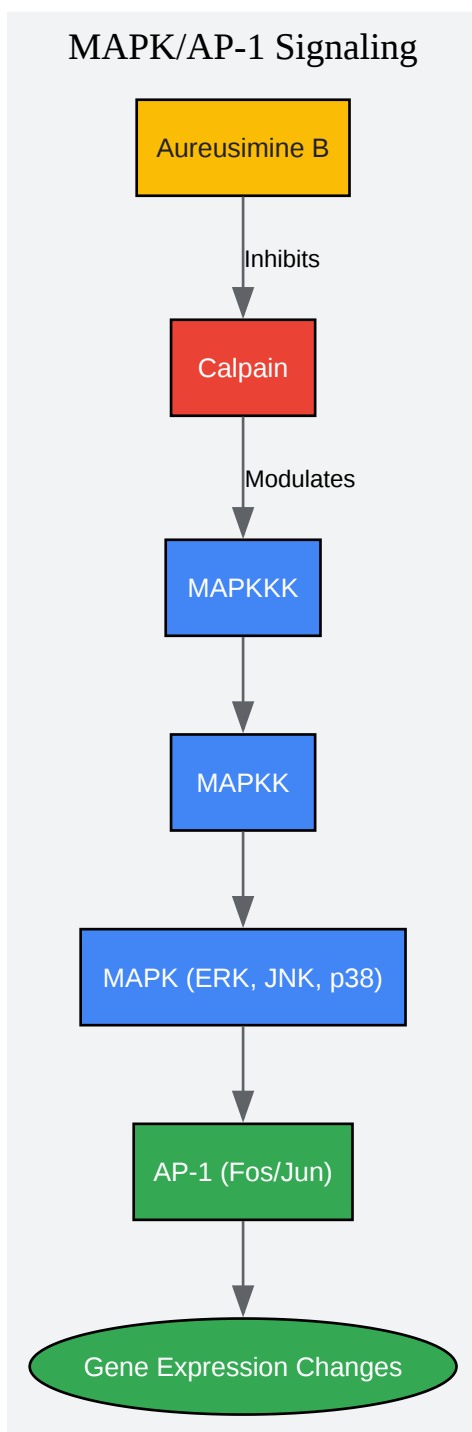 MAPK/AP-1 Signaling
Aureusimine B
Inhibits
Calpain
Modulates
MAPKKK
MAPKK
MAPK (ERK, JNK, p38)
AP-1 (Fos/Jun)
Gene Expression Changes